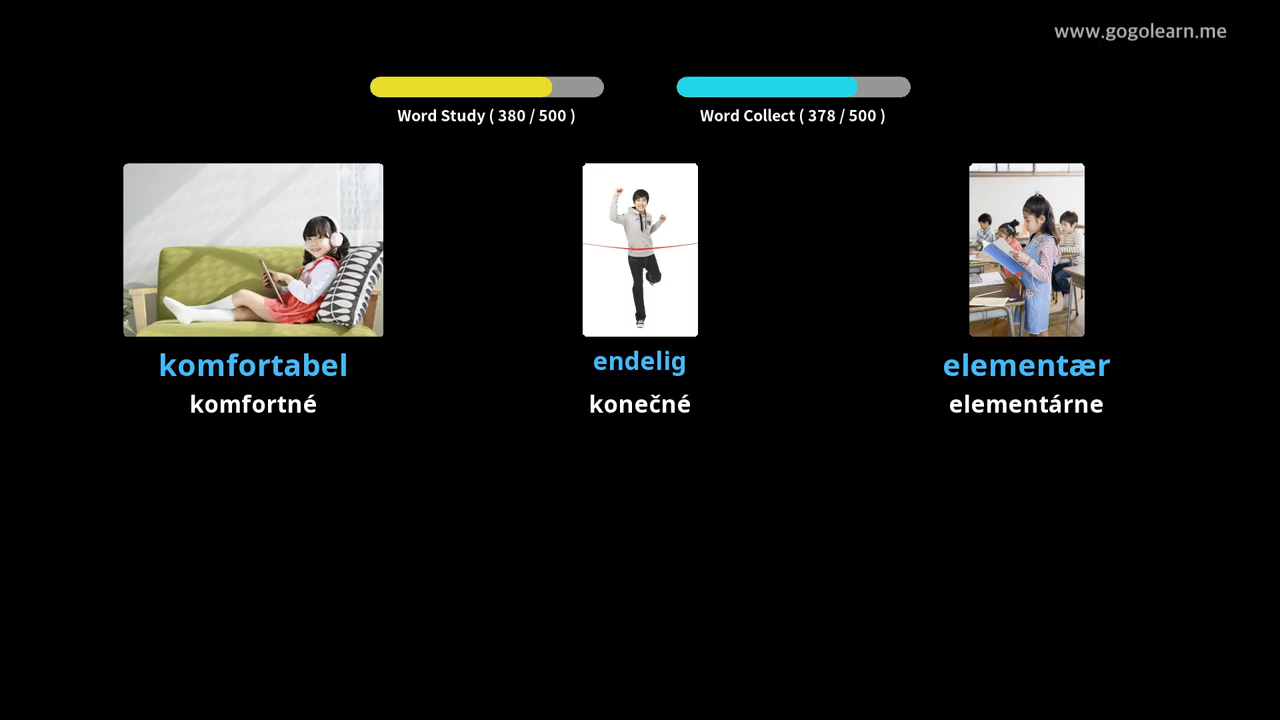 www.gogolearn.me
Word Study ( 380 / 500 )
Word Collect ( 378 / 500 )
komfortabel
endelig
elementær
komfortné
konečné
elementárne